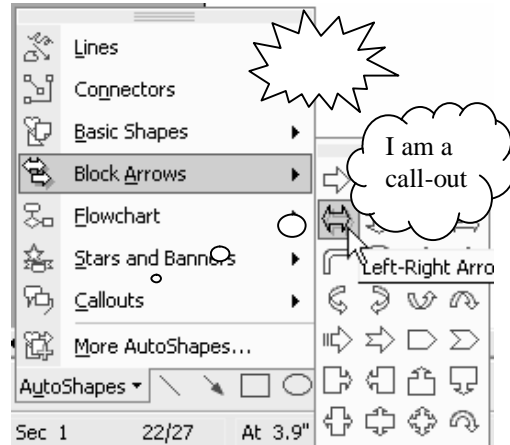 Lines
Connectors
Basic Shapes
I am a
call-out
Block Arrows
Flowchart
Left-Right Arro
Stars and Banners
Callouts
More AutoShapes...
AutoShapes
Sec 1 22/27 At 3.9"